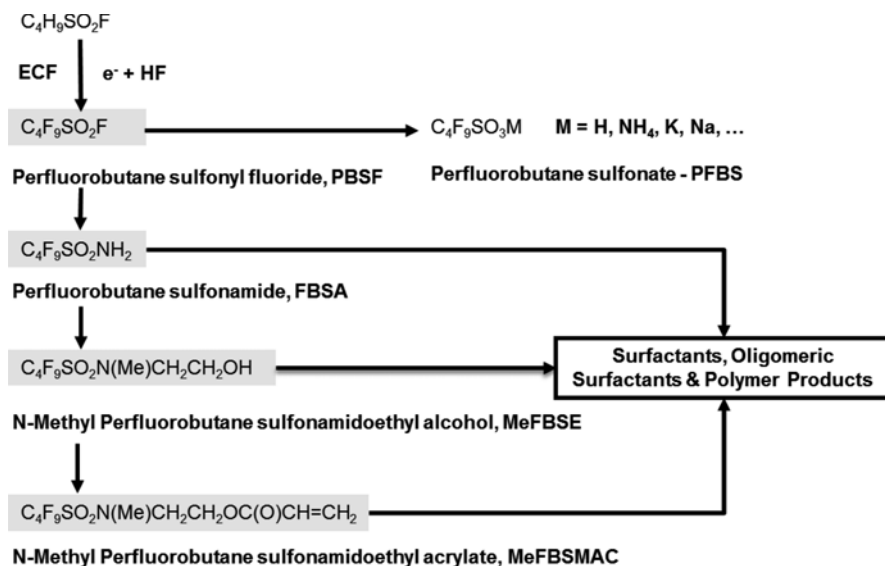 C₄H₉SO₂F
ECF e⁻ + HF
C₄F₉SO₂F C₄F₉SO₃M M = H, NH₄, K, Na, ...
Perfluorobutane sulfonyl fluoride, PBSF Perfluorobutane sulfonate - PFBS
C₄F₉SO₂NH₂
Perfluorobutane sulfonamide, FBSA
C₄F₉SO₂N(Me)CH₂CH₂OH
Surfactants, Oligomeric
Surfactants & Polymer Products
N-Methyl Perfluorobutane sulfonamidoethyl alcohol, MeFBSE
C₄F₉SO₂N(Me)CH₂CH₂OC(O)CH=CH₂
N-Methyl Perfluorobutane sulfonamidoethyl acrylate, MeFBSMAC